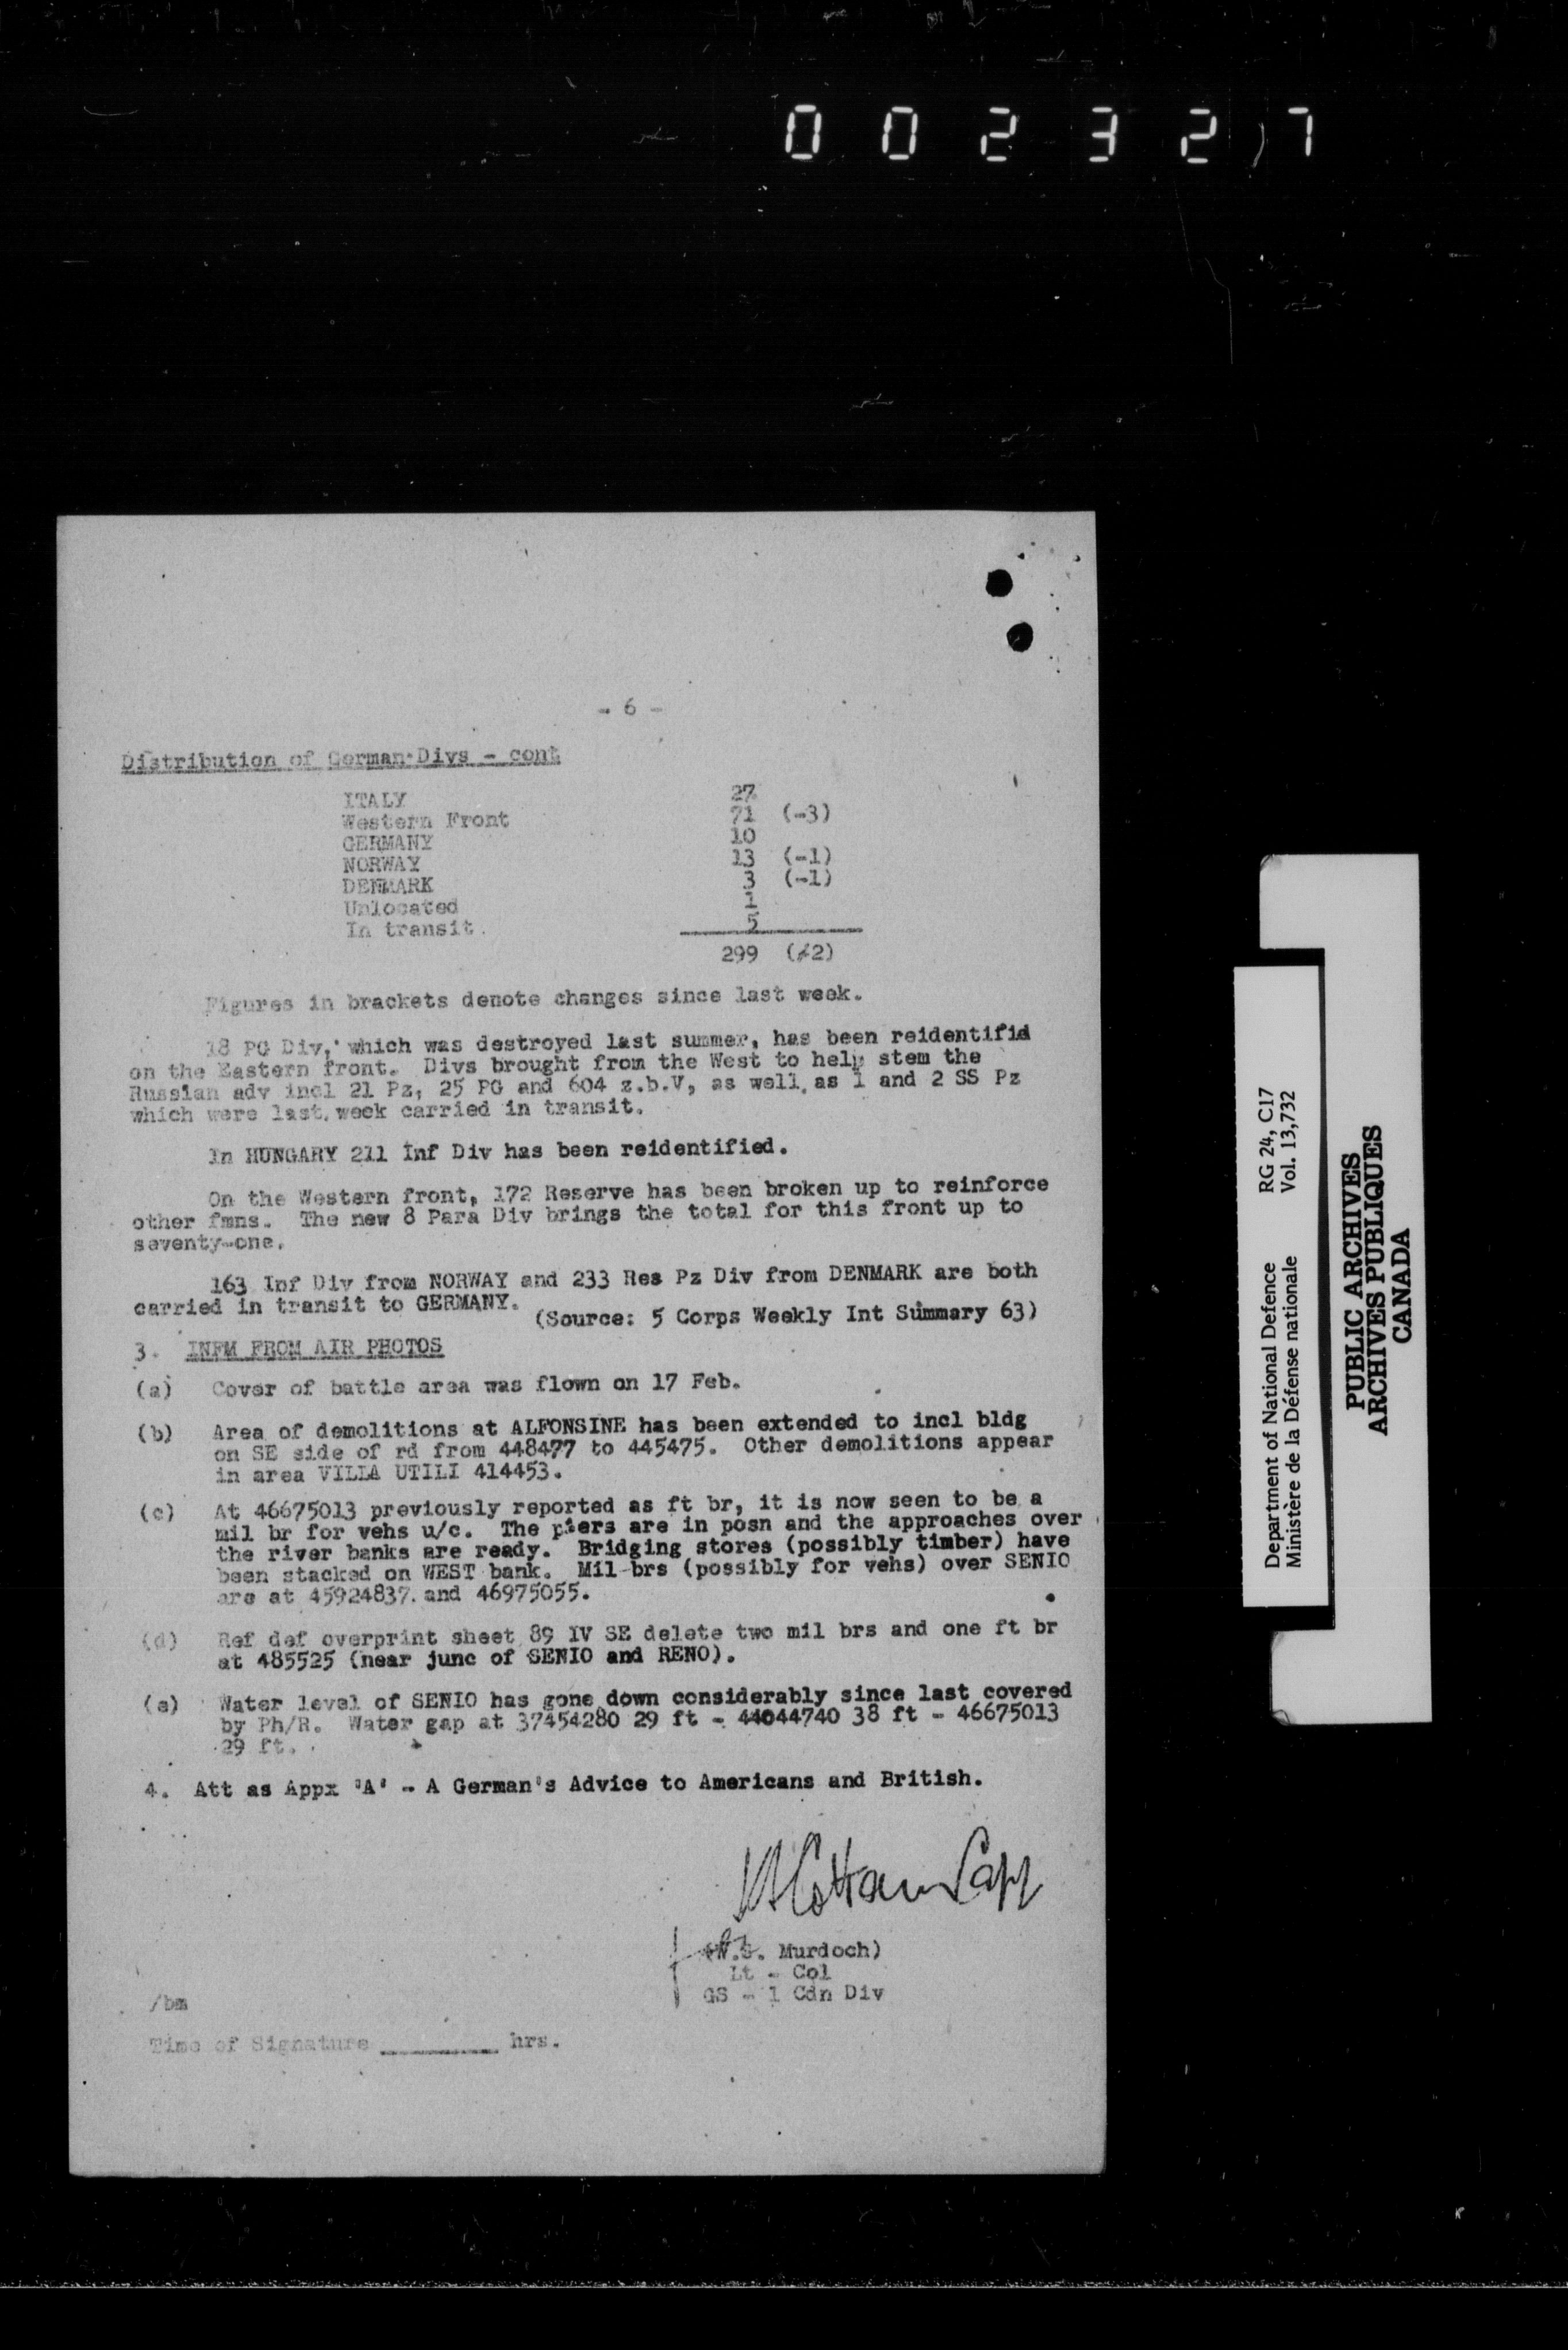 002327
- 6 -
Distribution of German Divs - cont
ITALY 27
Western Front 71 (-3)
GERMANY 10
NORWAY 13 (-1)
DENMARK 3 (-1)
Unlocated 1
In transit. 5
299 (/2)
Figures in brackets denote changes since last week.
18 PG Div, which was destroyed last summer, has been reidentifid
on the Eastern front. Divs brought from the West to help stem the
Russian adv incl 21 Pz, 25 PG and 604 z.b.V, as well as 1 and 2 SS Pz
which were last week carried in transit.
In HUNGARY 211 Inf Div has been reidentified.
On the Western front, 172 Reserve has been broken up to reinforce
other fmns. The new 8 Para Div brings the total for this front up to
seventy-one.
163 Inf Div from NORWAY and 233 Res Pz Div from DENMARK are both
carried in transit to GERMANY.
(Source: 5 Corps Weekly Int Summary 63)
3. INFM FROM AIR PHOTOS
(a) Cover of battle area was flown on 17 Feb.
(b) Area of demolitions at ALFONSINE has been extended to incl bldg
on SE side of rd from 448477 to 445475. Other demolitions appear
in area VILLA UTILI 414453.
(c) At 46675013 previously reported as ft br, it is now seen to be a
mil br for vehs u/c. The piers are in posn and the approaches over
the river banks are ready. Bridging stores (possibly timber) have
been stacked on WEST bank. Mil brs (possibly for vehs) over SENIO
are at 45924837 and 46975055.
(d) Ref def overprint sheet 89 IV SE delete two mil brs and one ft br
at 485525 (near junc of SENIO and RENO).
(e) Water level of SENIO has gone down considerably since last covered
by Ph/R. Water gap at 37454280 29 ft - 44044740 38 ft - 46675013
29 ft.
4. Att as Appx 'A' - A German's Advice to Americans and British.
Capt
(W.S. Murdoch)
Lt - Col
GS - 1 Cdn Div
/bm
Time of Signature ________ hrs.
Department of National Defence RG 24, C17
Ministère de la Défense nationale Vol. 13,732
PUBLIC ARCHIVES
ARCHIVES PUBLIQUES
CANADA